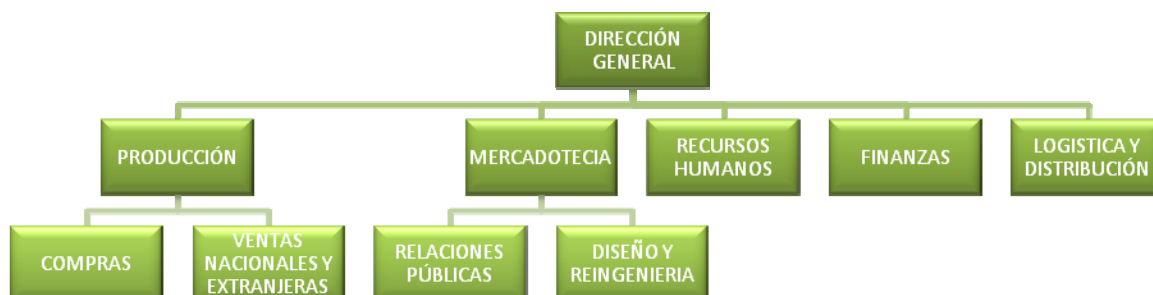 DIRECCIÓN
GENERAL
PRODUCCIÓN
MERCADOTECIA
RECURSOS
HUMANOS
FINANZAS
LOGISTICA Y
DISTRIBUCIÓN
COMPRAS
VENTAS
NACIONALES Y
EXTRANJERAS
RELACIONES
PÚBLICAS
DISEÑO Y
REINGENIERIA